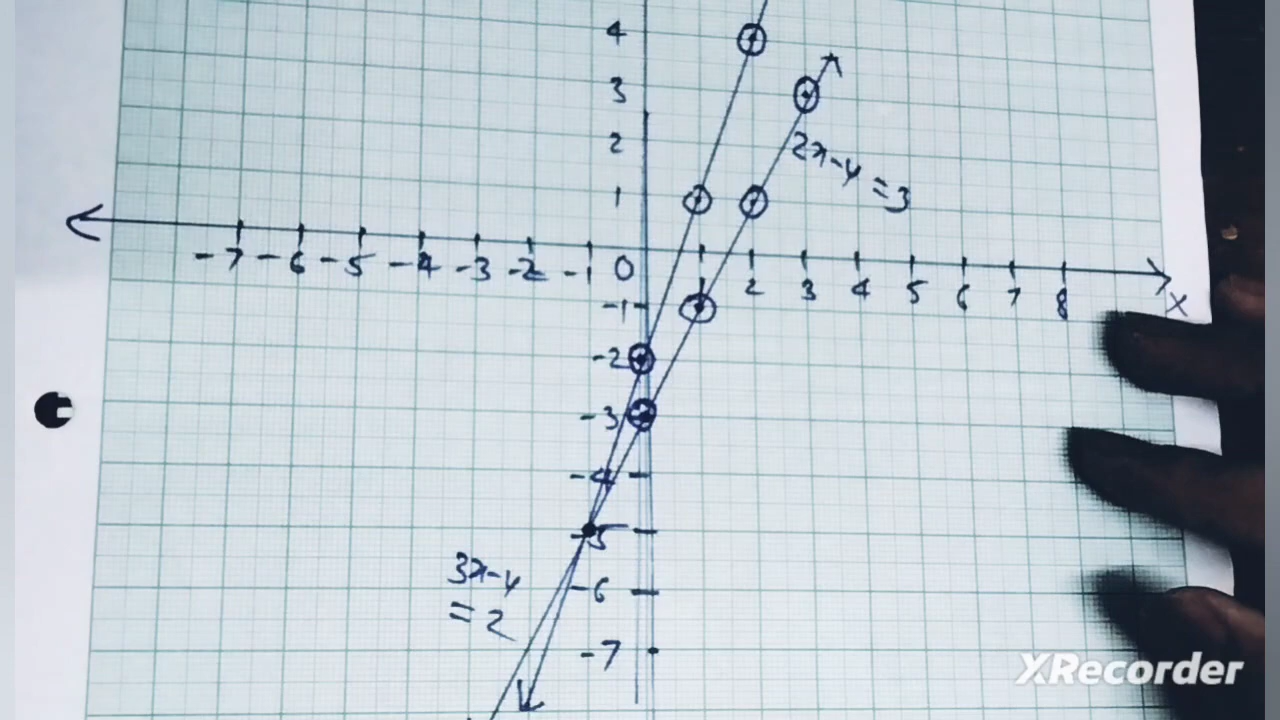 4
3
2
1
2x-y = 3
-7 -6 -5 -4 -3 -2 -1 0 1 2 3 4 5 6 7 8
x
-1
-2
-3
-4
-5
3x-y
= 2
-6
-7
XRecorder